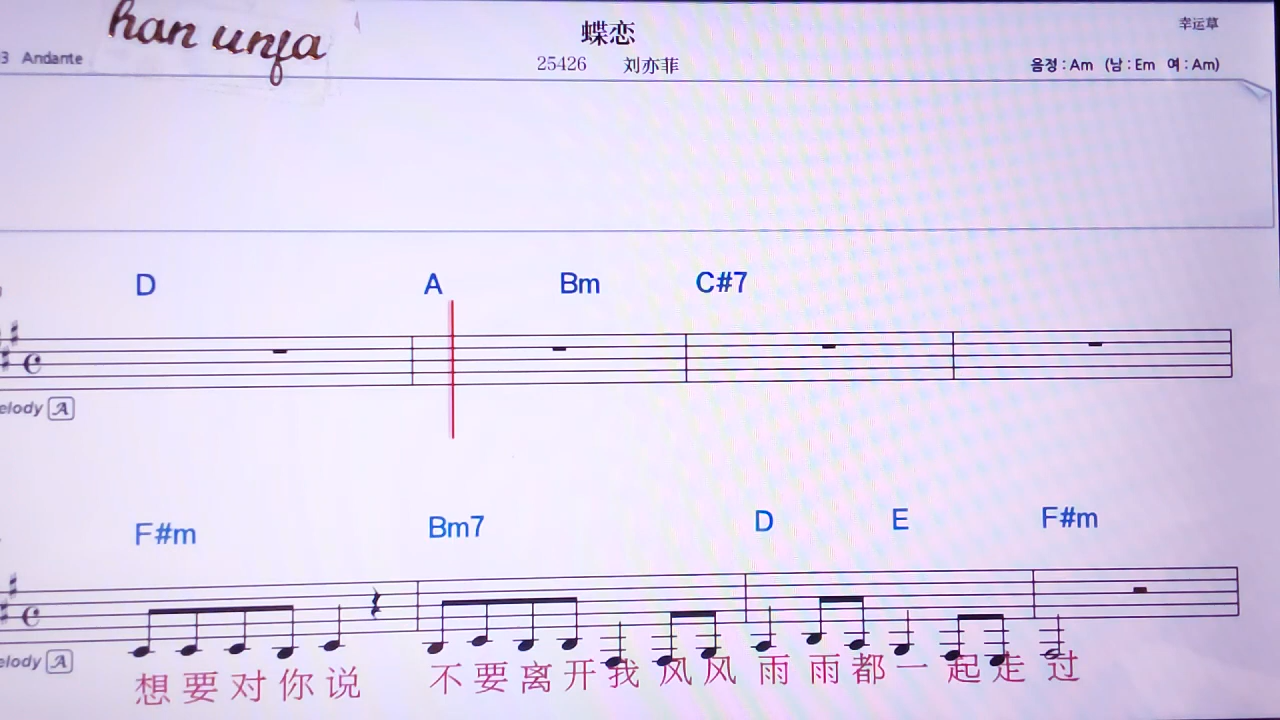 han unja
蝶恋
幸运草
3 Andante
25426 刘亦菲
음정 : Am (남 : Em 여 : Am)
D A Bm C#7
elody A
F#m Bm7 D E F#m
elody A
想要对你说 不要离开我 风风雨雨都一起走过